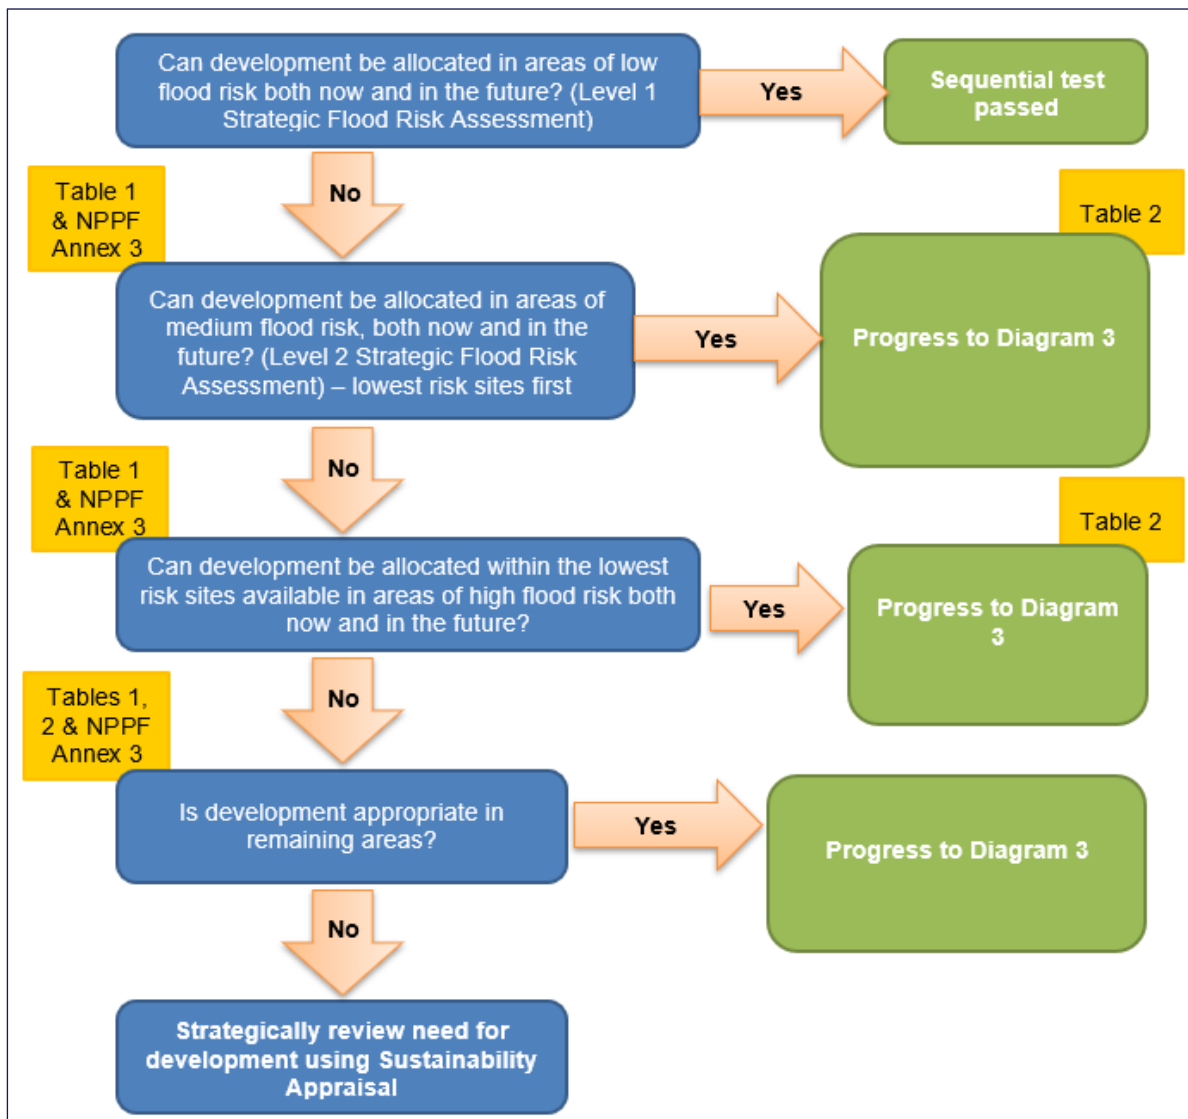 Can development be allocated in areas of low
flood risk both now and in the future? (Level 1
Strategic Flood Risk Assessment)
Yes
Sequential test
passed
No
Table 1
& NPPF
Annex 3
Table 2
Can development be allocated in areas of
medium flood risk, both now and in the
future? (Level 2 Strategic Flood Risk
Assessment) – lowest risk sites first
Yes
Progress to Diagram 3
No
Table 1
& NPPF
Annex 3
Table 2
Can development be allocated within the lowest
risk sites available in areas of high flood risk both
now and in the future?
Yes
Progress to Diagram
3
No
Tables 1,
2 & NPPF
Annex 3
Is development appropriate in
remaining areas?
Yes
Progress to Diagram 3
No
Strategically review need for
development using Sustainability
Appraisal